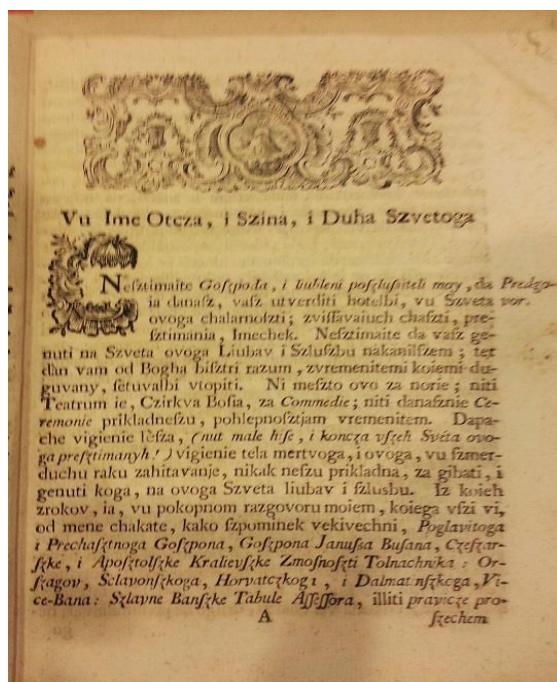 Vu Ime Otcza, i Szina, i Duha Szvetoga
Neſztimaite Goſzpoda, i liubleni poſzluſsiteli moy, da Predgo-
ia danaſz, vaſz utverditi hotelbi, vu Szveta vor.
ovoga chalarnoſzti; zviſsavaiuch chaſzti, pre-
ſztimania, Imechek. Neſztimaite da vaſz ge-
nuti na Szveta ovoga Liubav i Szluſzbu nakanilſzem; ter
dan vam od Bogha biſztri razum, zvremenitemi koiemi du-
guvany, ſetuvalbi vtopiti. Ni meſzto ovo za norie; niti
Teatrum ie, Czirkva Boſia, za Commedie; niti danaſznie Ce-
remonie prikladneſzu, pohlepnoſztjam vremenitem. Dapa-
che vigienie lèſza, (nut male hiſe, i koncza vſzeh Svéta ovo-
ga preſztimanyh!) vigienie tela mertvoga, i ovoga, vu ſzmer-
duchu raku zahitavanje, nikak neſzu prikladna, za gibati, i
genuti koga, na ovoga Szveta liubav i ſzlusbu. Iz koieh
zrokov, ia, vu pokopnom razgovoru moiem, koiega vſzi vi,
od mene chakate, kako ſzpominek vekivechni, Poglavitoga
i Prechaſztnoga Goſzpona, Goſzpona Januſsa Buſana, Czeſzar-
ſzke, i Apoſztolſzke Kralievſzke Zmoſnoſzti Tolnachnika: Or-
ſzagov, Sclavonſzkoga, Horvatczkoga, i Dalmatinſzkoga, Vi-
ce-Bana: Szlavne Banſzke Tabule Aſſeſſora, illiti pravicze pro-
A ſzechem